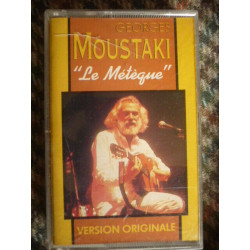 GEORGES
MOUSTAKI
"Le Métèque"
VERSION ORIGINALE